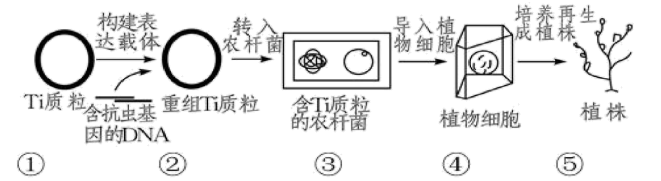 构建表
达载体
转入
农杆菌
导入植
物细胞
培养再生
成植株
Ti质粒
含抗虫基
因的DNA
重组Ti质粒
含Ti质粒
的农杆菌
植物细胞
植株
① ② ③ ④ ⑤